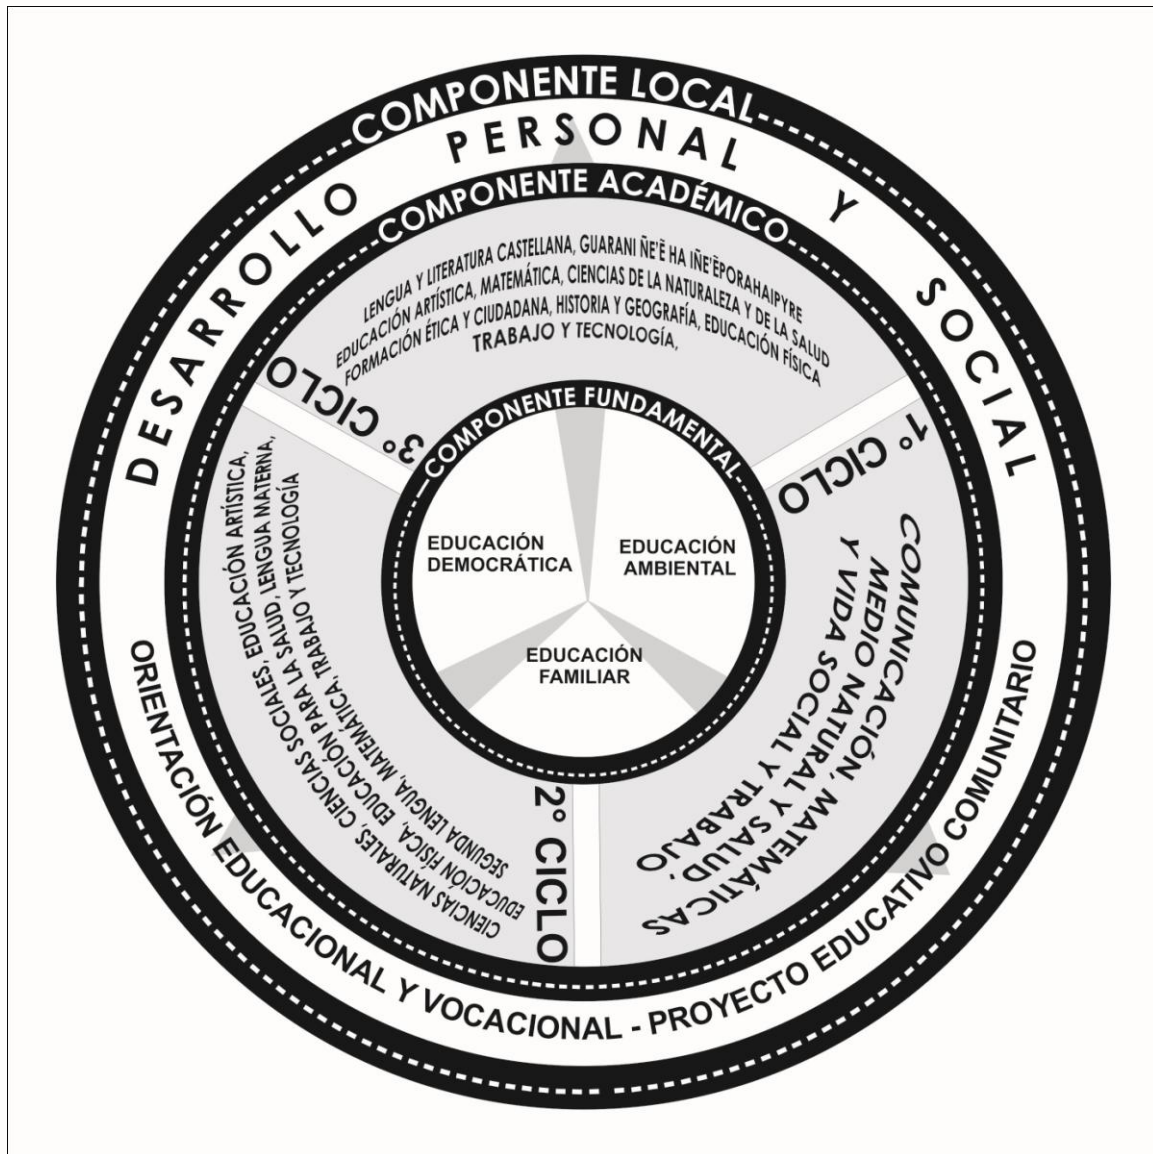 COMPONENTE LOCAL
DESARROLLO PERSONAL Y SOCIAL
COMPONENTE ACADÉMICO
LENGUA Y LITERATURA CASTELLANA, GUARANI ÑE'Ẽ HA IÑE'ẼPORAHAIPYRE
EDUCACIÓN ARTÍSTICA, MATEMÁTICA, CIENCIAS DE LA NATURALEZA Y DE LA SALUD
FORMACIÓN ÉTICA Y CIUDADANA, HISTORIA Y GEOGRAFÍA, EDUCACIÓN FÍSICA
TRABAJO Y TECNOLOGÍA,
3° CICLO
1° CICLO
COMUNICACIÓN, MATEMÁTICAS
MEDIO NATURAL Y SALUD,
Y VIDA SOCIAL Y TRABAJO
2° CICLO
CIENCIAS NATURALES, CIENCIAS SOCIALES, EDUCACIÓN ARTÍSTICA,
EDUCACIÓN FÍSICA, EDUCACIÓN PARA LA SALUD, LENGUA MATERNA,
SEGUNDA LENGUA, MATEMÁTICA, TRABAJO Y TECNOLOGÍA
COMPONENTE FUNDAMENTAL
EDUCACIÓN
DEMOCRÁTICA
EDUCACIÓN
AMBIENTAL
EDUCACIÓN
FAMILIAR
ORIENTACIÓN EDUCACIONAL Y VOCACIONAL - PROYECTO EDUCATIVO COMUNITARIO